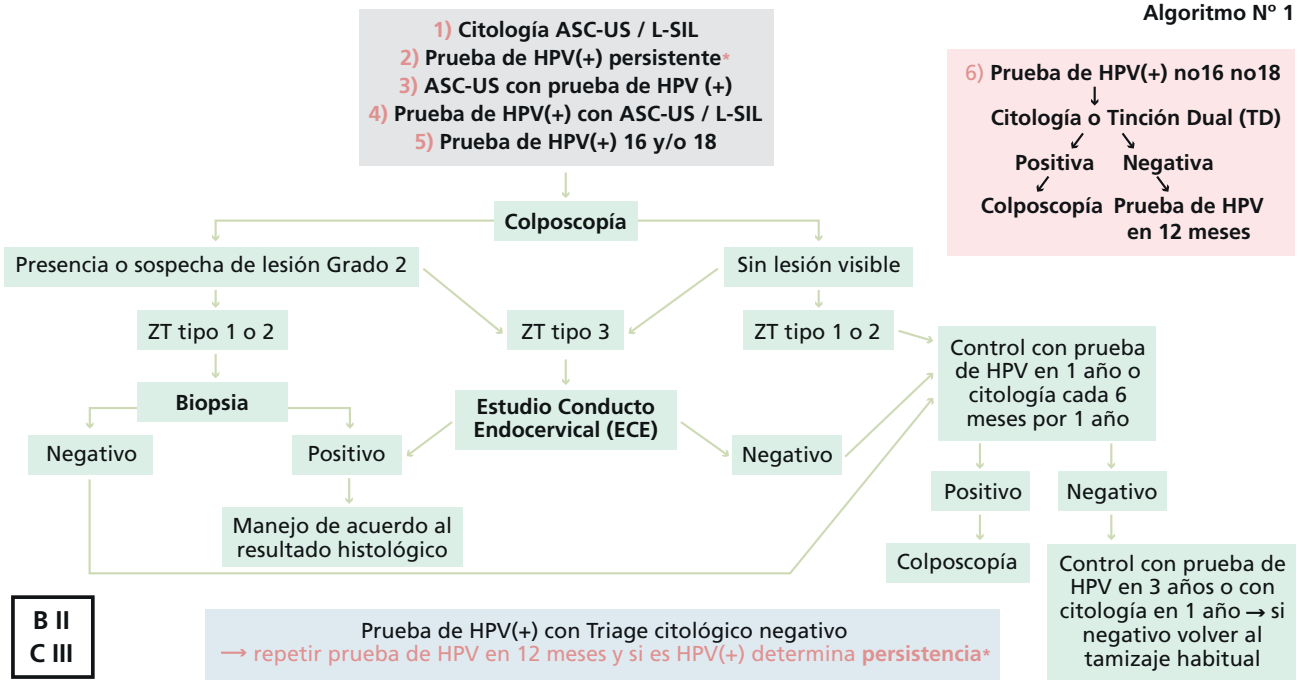 Algoritmo Nº 1
1) Citología ASC-US / L-SIL
2) Prueba de HPV(+) persistente*
3) ASC-US con prueba de HPV (+)
4) Prueba de HPV(+) con ASC-US / L-SIL
5) Prueba de HPV(+) 16 y/o 18
6) Prueba de HPV(+) no16 no18
↓
Citología o Tinción Dual (TD)
Positiva Negativa
Colposcopía Prueba de HPV
en 12 meses
Colposcopía
Presencia o sospecha de lesión Grado 2
Sin lesión visible
ZT tipo 1 o 2
ZT tipo 3
ZT tipo 1 o 2
Control con prueba
de HPV en 1 año o
citología cada 6
meses por 1 año
Biopsia
Estudio Conducto
Endocervical (ECE)
Negativo
Positivo
Negativo
Positivo
Negativo
Manejo de acuerdo al
resultado histológico
Colposcopía
Control con prueba de
HPV en 3 años o con
citología en 1 año → si
negativo volver al
tamizaje habitual
B II
C III
Prueba de HPV(+) con Triage citológico negativo
→ repetir prueba de HPV en 12 meses y si es HPV(+) determina persistencia*